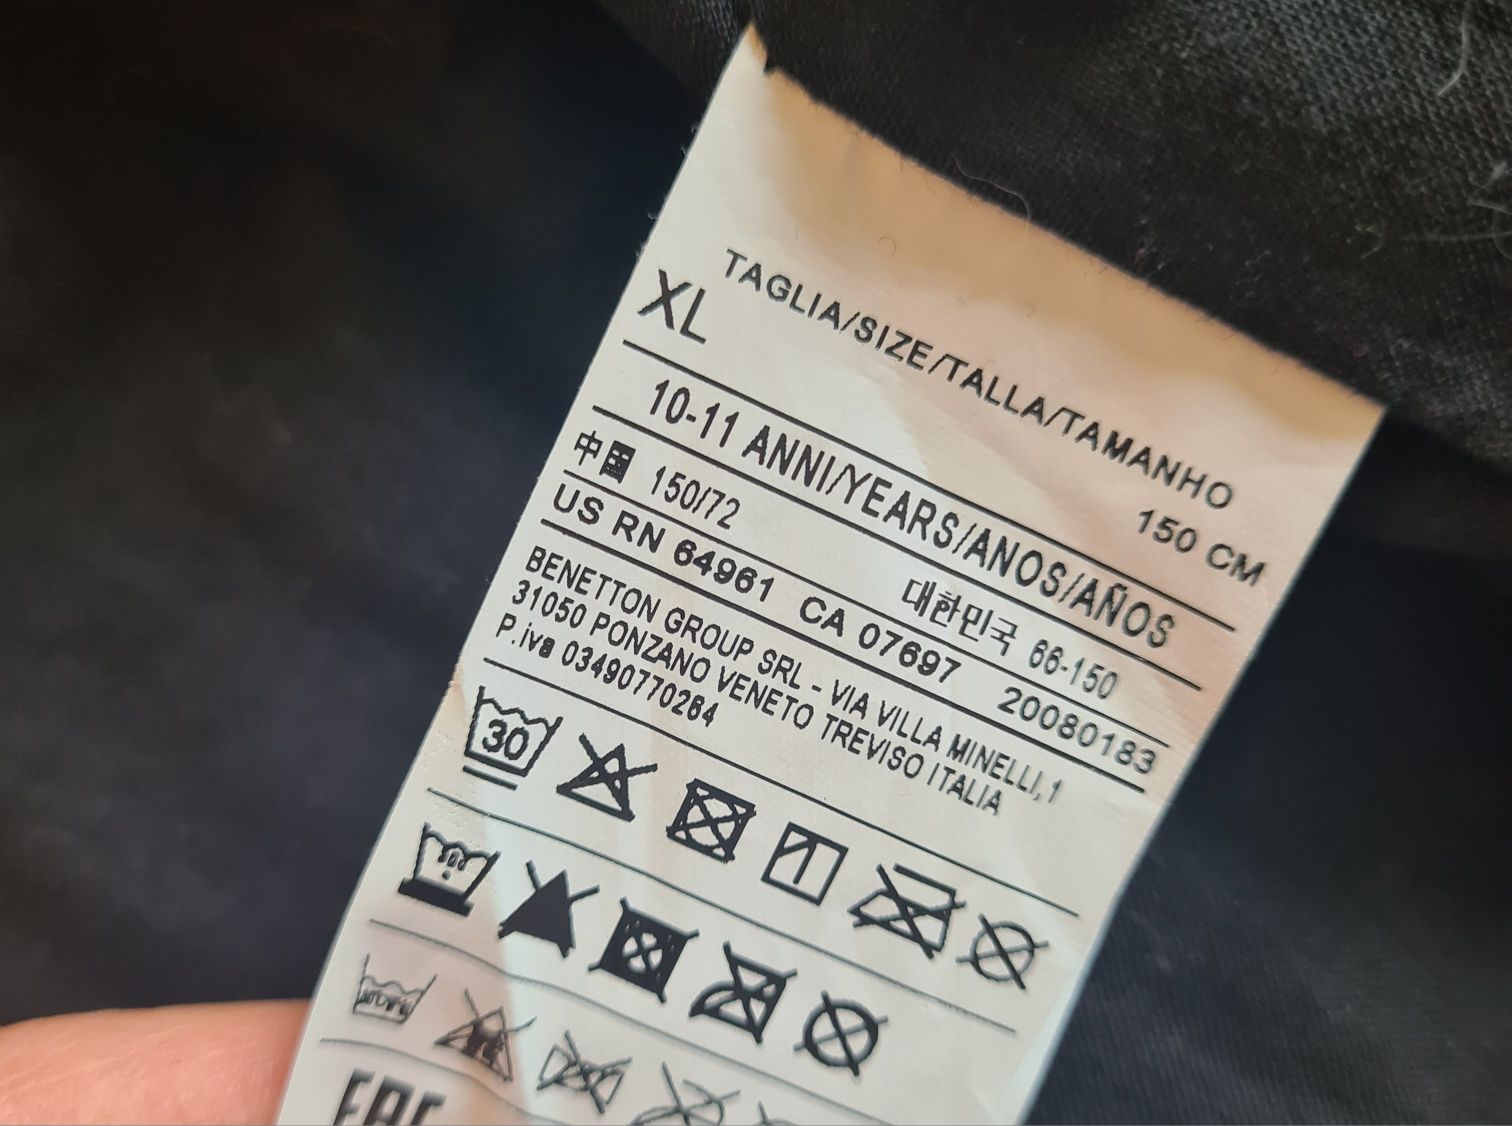 TAGLIA/SIZE/TALLA/TAMANHO
XL 150 CM
10-11 ANNI/YEARS/ANOS/AÑOS
中国 150/72 대한민국 66-150
US RN 64961 CA 07697 20080183
BENETTON GROUP SRL - VIA VILLA MINELLI,1
31050 PONZANO VENETO TREVISO ITALIA
P.iva 03490770264
30